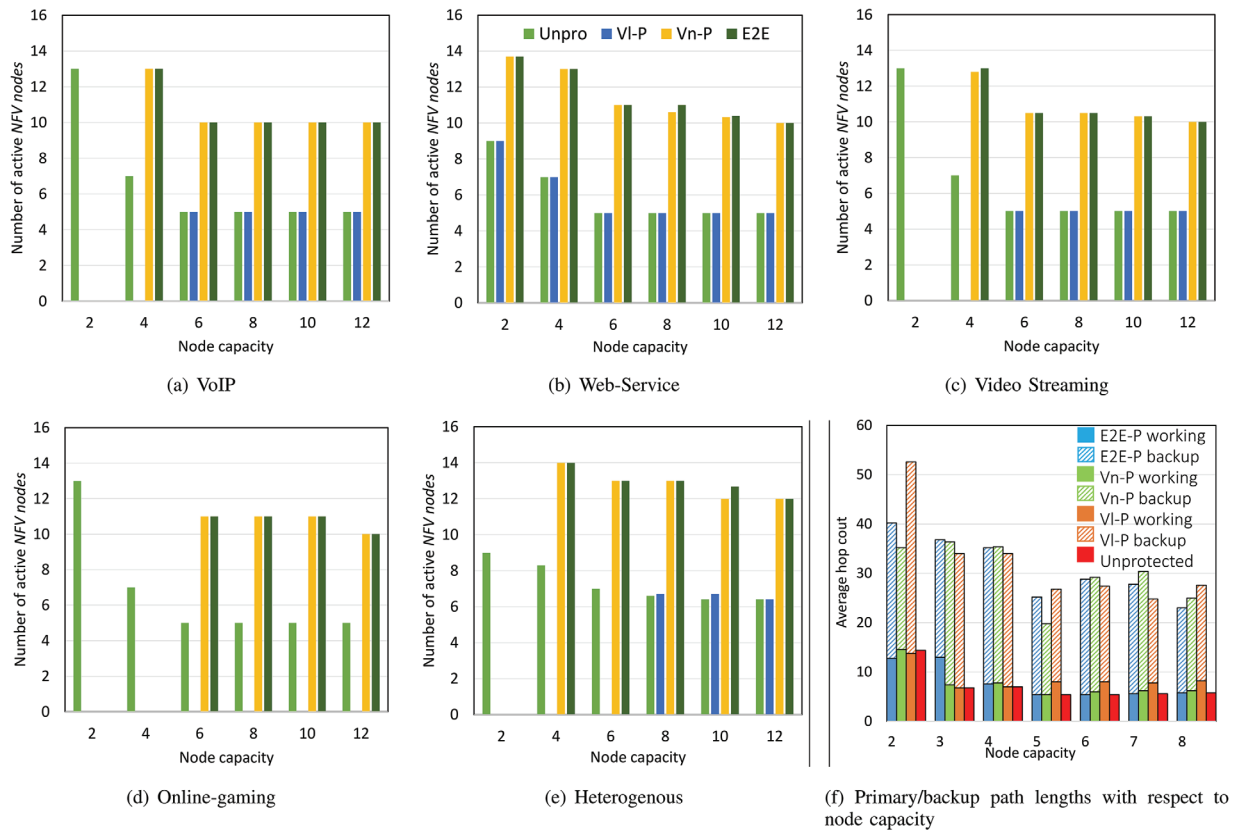 16
14
12
10
8
6
4
2
0
Number of active NFV nodes
2 4 6 8 10 12
Node capacity
(a) VoIP
Unpro Vl-P Vn-P E2E
16
14
12
10
8
6
4
2
0
Number of active NFV nodes
2 4 6 8 10 12
Node capacity
(b) Web-Service
16
14
12
10
8
6
4
2
0
Number of active NFV nodes
2 4 6 8 10 12
Node capacity
(c) Video Streaming
16
14
12
10
8
6
4
2
0
Number of active NFV nodes
2 4 6 8 10 12
Node capacity
(d) Online-gaming
16
14
12
10
8
6
4
2
0
Number of active NFV nodes
2 4 6 8 10 12
Node capacity
(e) Heterogenous
60
50
40
30
20
10
0
Average hop cout
E2E-P working
E2E-P backup
Vn-P working
Vn-P backup
Vl-P working
Vl-P backup
Unprotected
2 3 4 5 6 7 8
Node capacity
(f) Primary/backup path lengths with respect to
node capacity